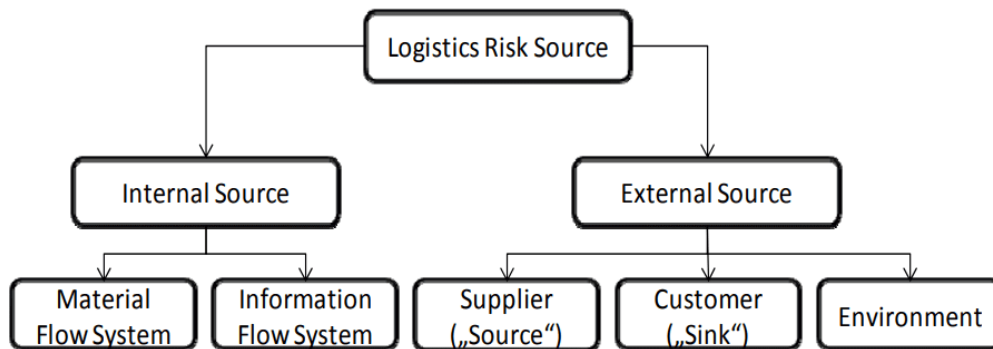 Logistics Risk Source
Internal Source
External Source
Material
Flow System
Information
Flow System
Supplier
(„Source“)
Customer
(„Sink“)
Environment